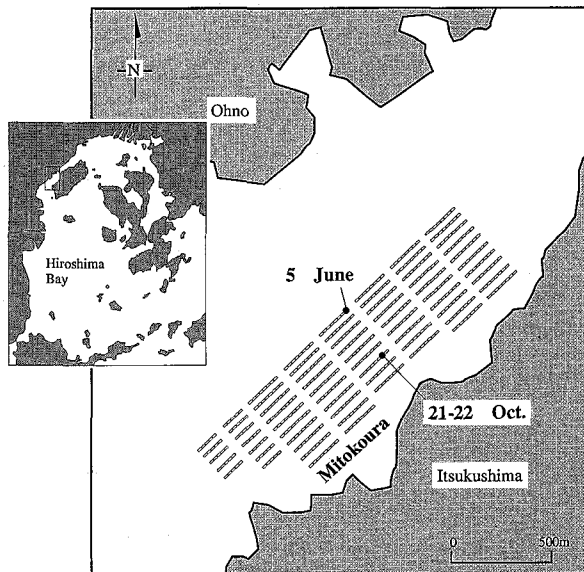 N
Ohno
Hiroshima
Bay
5 June
21-22 Oct.
Mitokoura
Itsukushima
0 500m